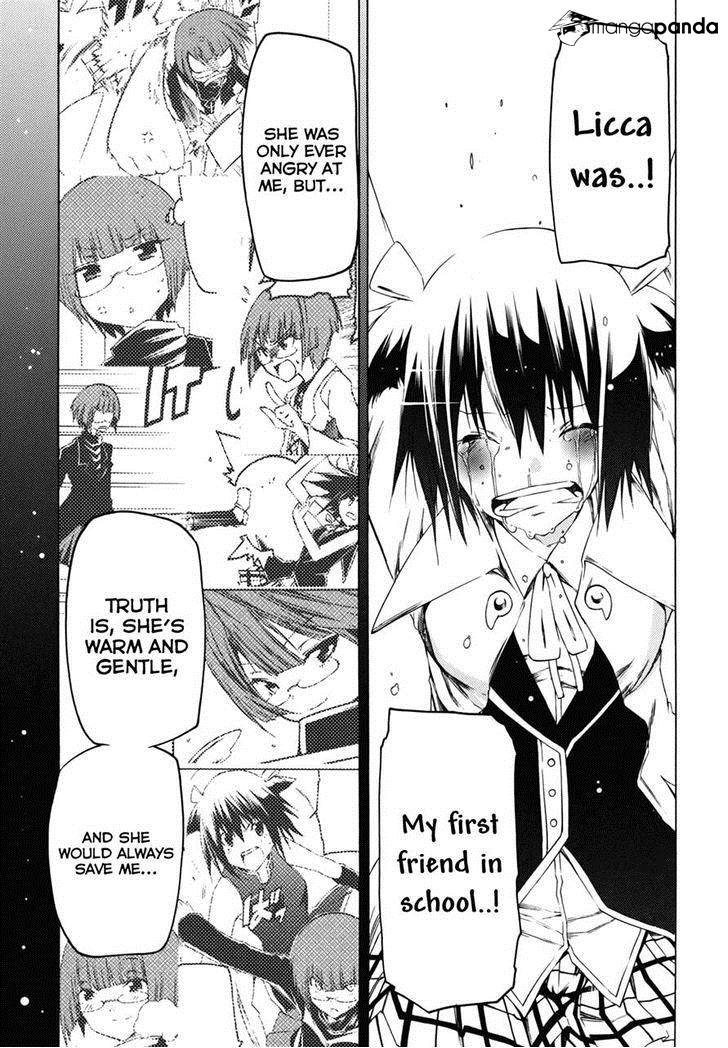 mangapanda
Licca
was..!
My first
friend in
school..!
SHE WAS
ONLY EVER
ANGRY AT
ME, BUT...
TRUTH
IS, SHE'S
WARM AND
GENTLE,
AND SHE
WOULD ALWAYS
SAVE ME...